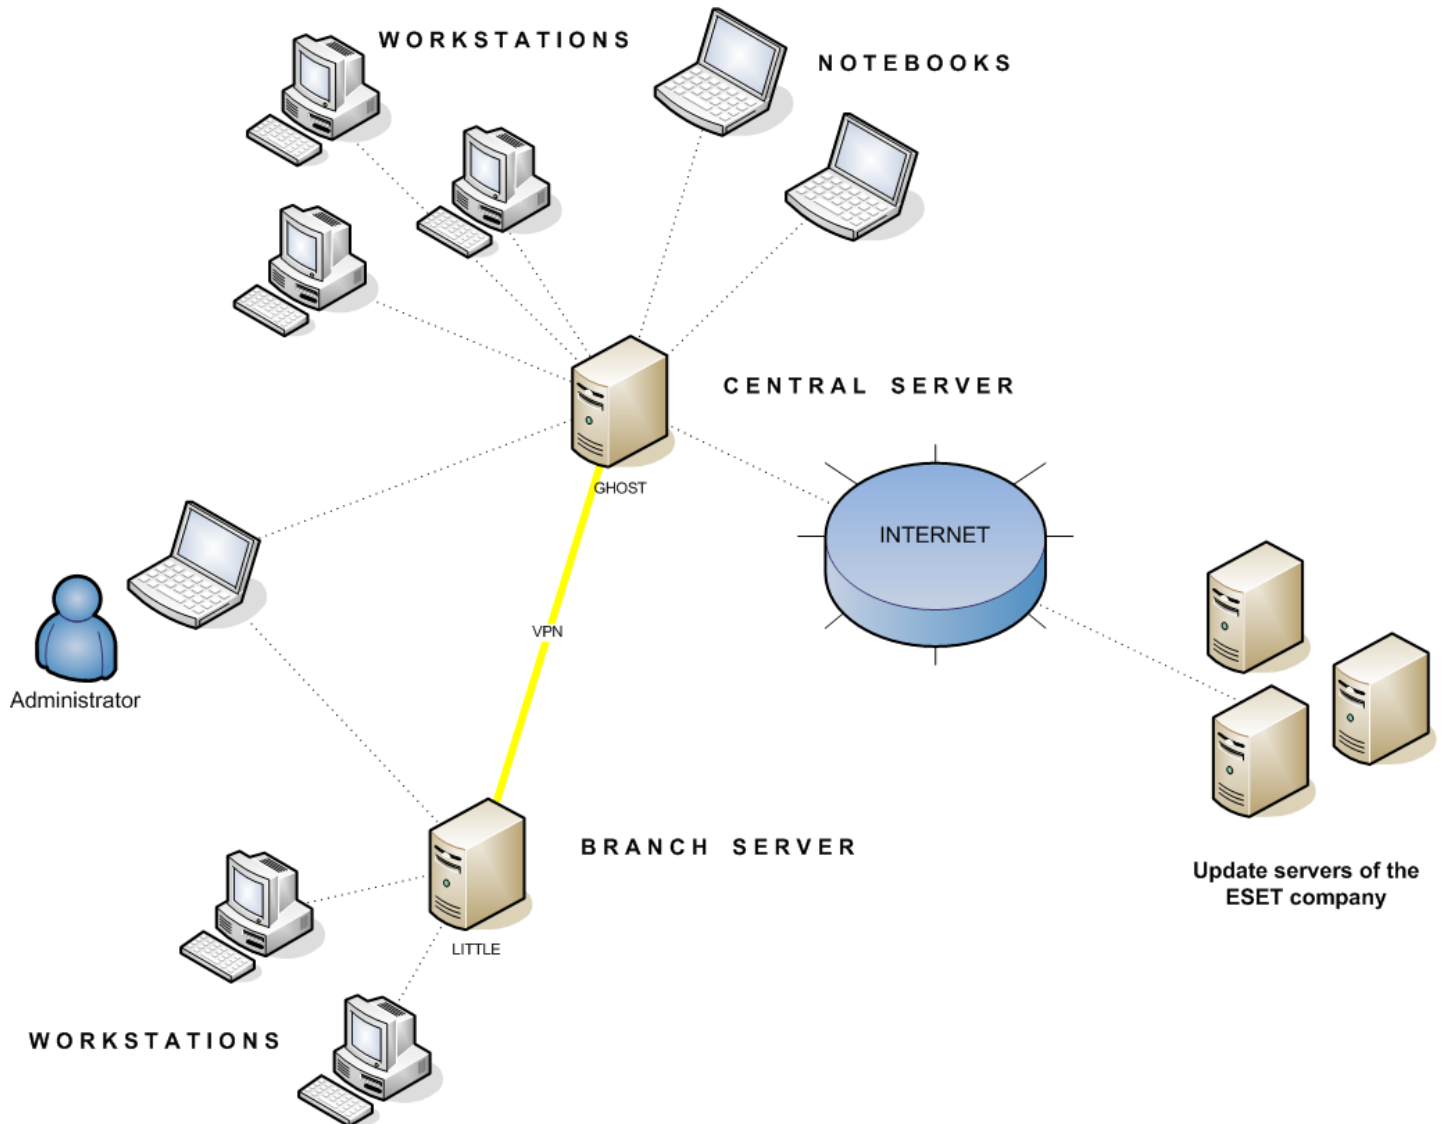 WORKSTATIONS
NOTEBOOKS
CENTRAL SERVER
GHOST
INTERNET
VPN
Administrator
BRANCH SERVER
Update servers of the
ESET company
LITTLE
WORKSTATIONS